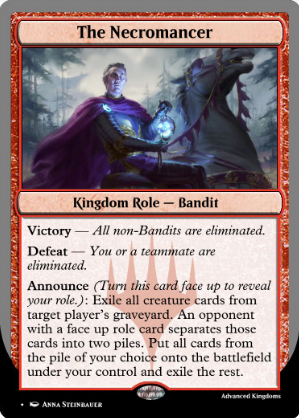 The Necromancer
Kingdom Role — Bandit
Victory — All non-Bandits are eliminated.
Defeat — You or a teammate are
eliminated.
Announce (Turn this card face up to reveal
your role.): Exile all creature cards from
target player's graveyard. An opponent
with a face up role card separates those
cards into two piles. Put all cards from
the pile of your choice onto the battlefield
under your control and exile the rest.
Advanced Kingdoms
Anna Steinbauer